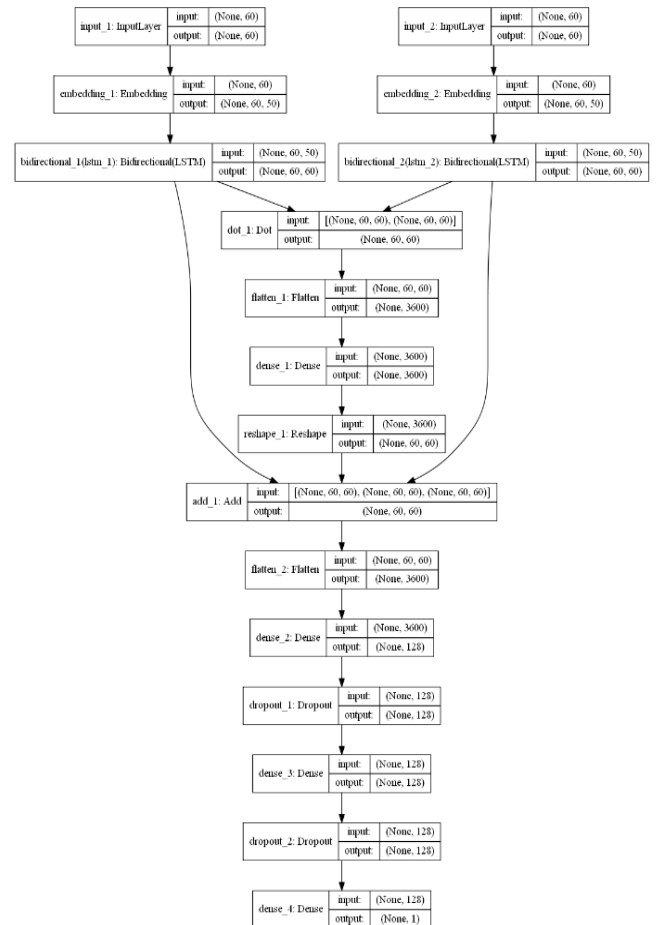 input_1: InputLayer input: (None, 60) output: (None, 60)
input_2: InputLayer input: (None, 60) output: (None, 60)
embedding_1: Embedding input: (None, 60) output: (None, 60, 50)
embedding_2: Embedding input: (None, 60) output: (None, 60, 50)
bidirectional_1(lstm_1): Bidirectional(LSTM) input: (None, 60, 50) output: (None, 60, 60)
bidirectional_2(lstm_2): Bidirectional(LSTM) input: (None, 60, 50) output: (None, 60, 60)
dot_1: Dot input: [(None, 60, 60), (None, 60, 60)] output: (None, 60, 60)
flatten_1: Flatten input: (None, 60, 60) output: (None, 3600)
dense_1: Dense input: (None, 3600) output: (None, 3600)
reshape_1: Reshape input: (None, 3600) output: (None, 60, 60)
add_1: Add input: [(None, 60, 60), (None, 60, 60), (None, 60, 60)] output: (None, 60, 60)
flatten_2: Flatten input: (None, 60, 60) output: (None, 3600)
dense_2: Dense input: (None, 3600) output: (None, 128)
dropout_1: Dropout input: (None, 128) output: (None, 128)
dense_3: Dense input: (None, 128) output: (None, 128)
dropout_2: Dropout input: (None, 128) output: (None, 128)
dense_4: Dense input: (None, 128) output: (None, 1)